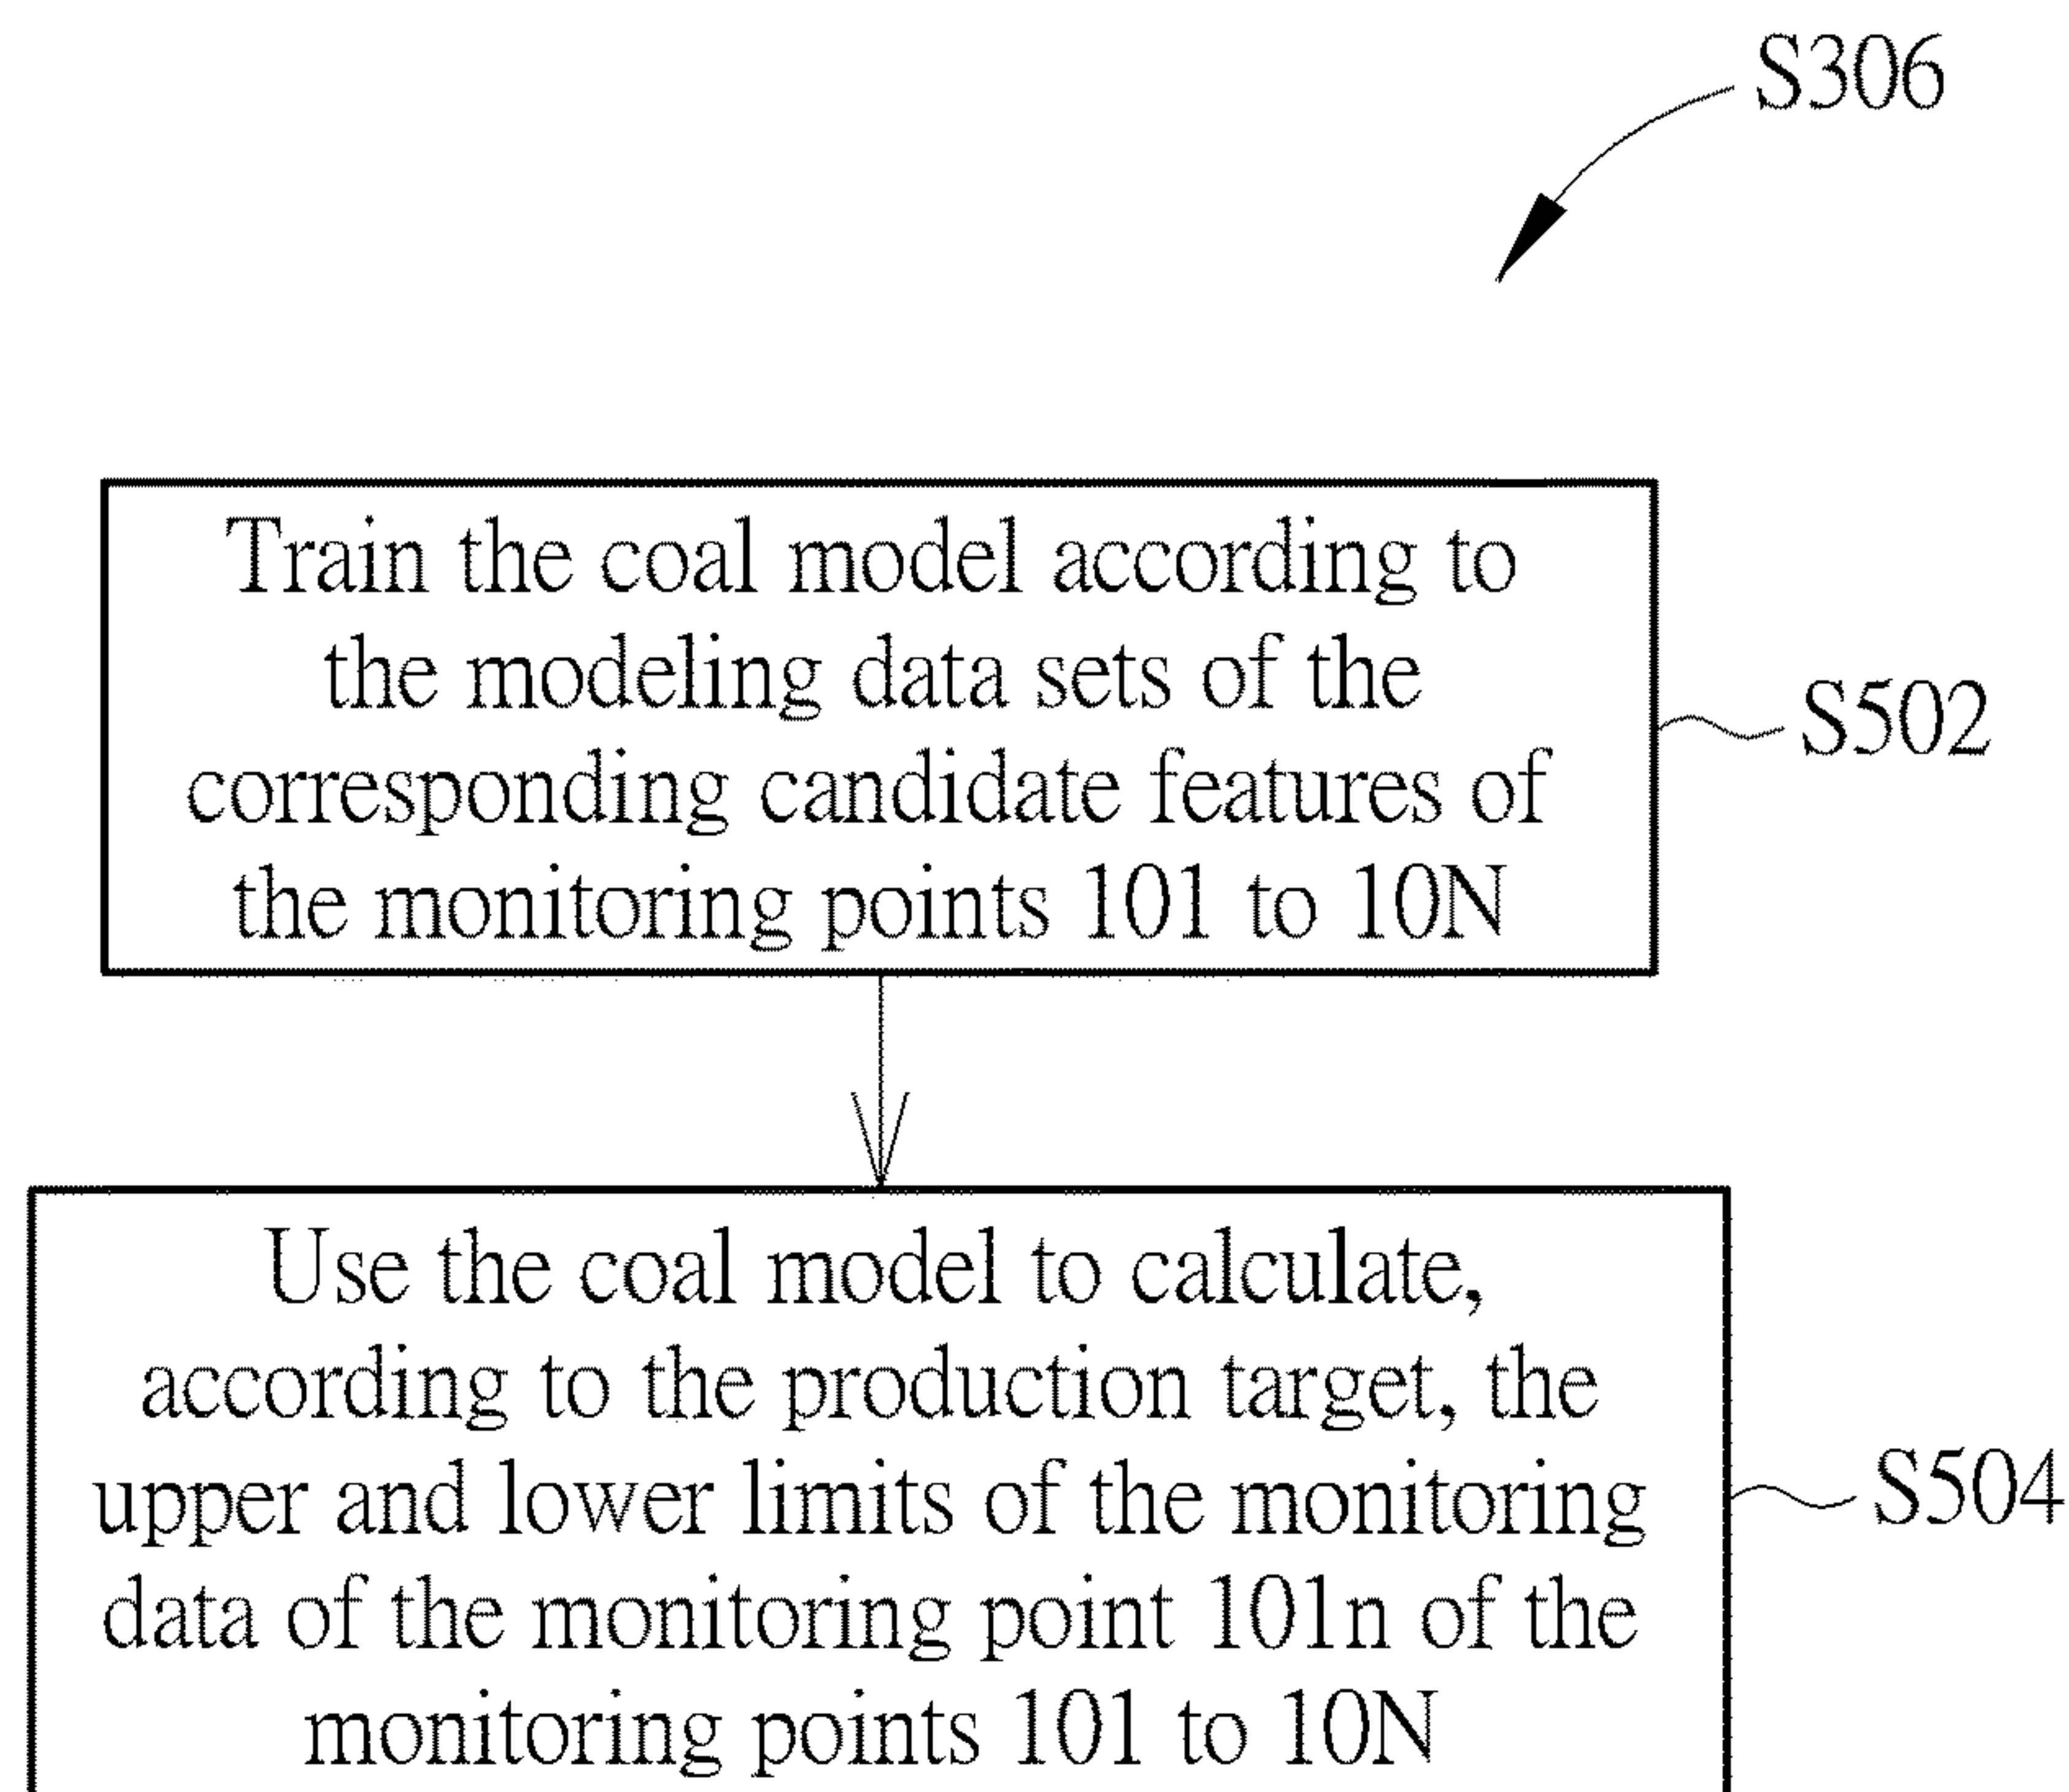 S306
Train the coal model according to
the modeling data sets of the
corresponding candidate features of
the monitoring points 101 to 10N
S502
Use the coal model to calculate,
according to the production target, the
upper and lower limits of the monitoring
data of the monitoring point 101n of the
monitoring points 101 to 10N
S504